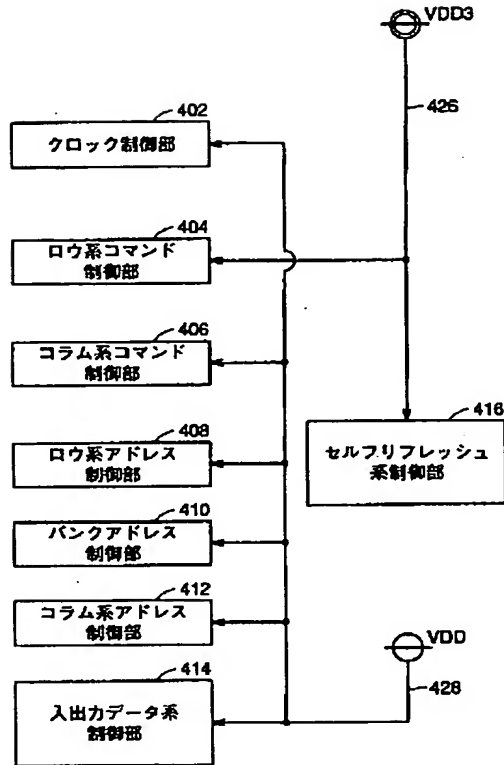 VDD3
426
402
クロック制御部
404
ロウ系コマンド
制御部
406
コラム系コマンド
制御部
408
ロウ系アドレス
制御部
416
セルフリフレッシュ
系制御部
410
バンクアドレス
制御部
412
コラム系アドレス
制御部
414
入出力データ系
制御部
VDD
428